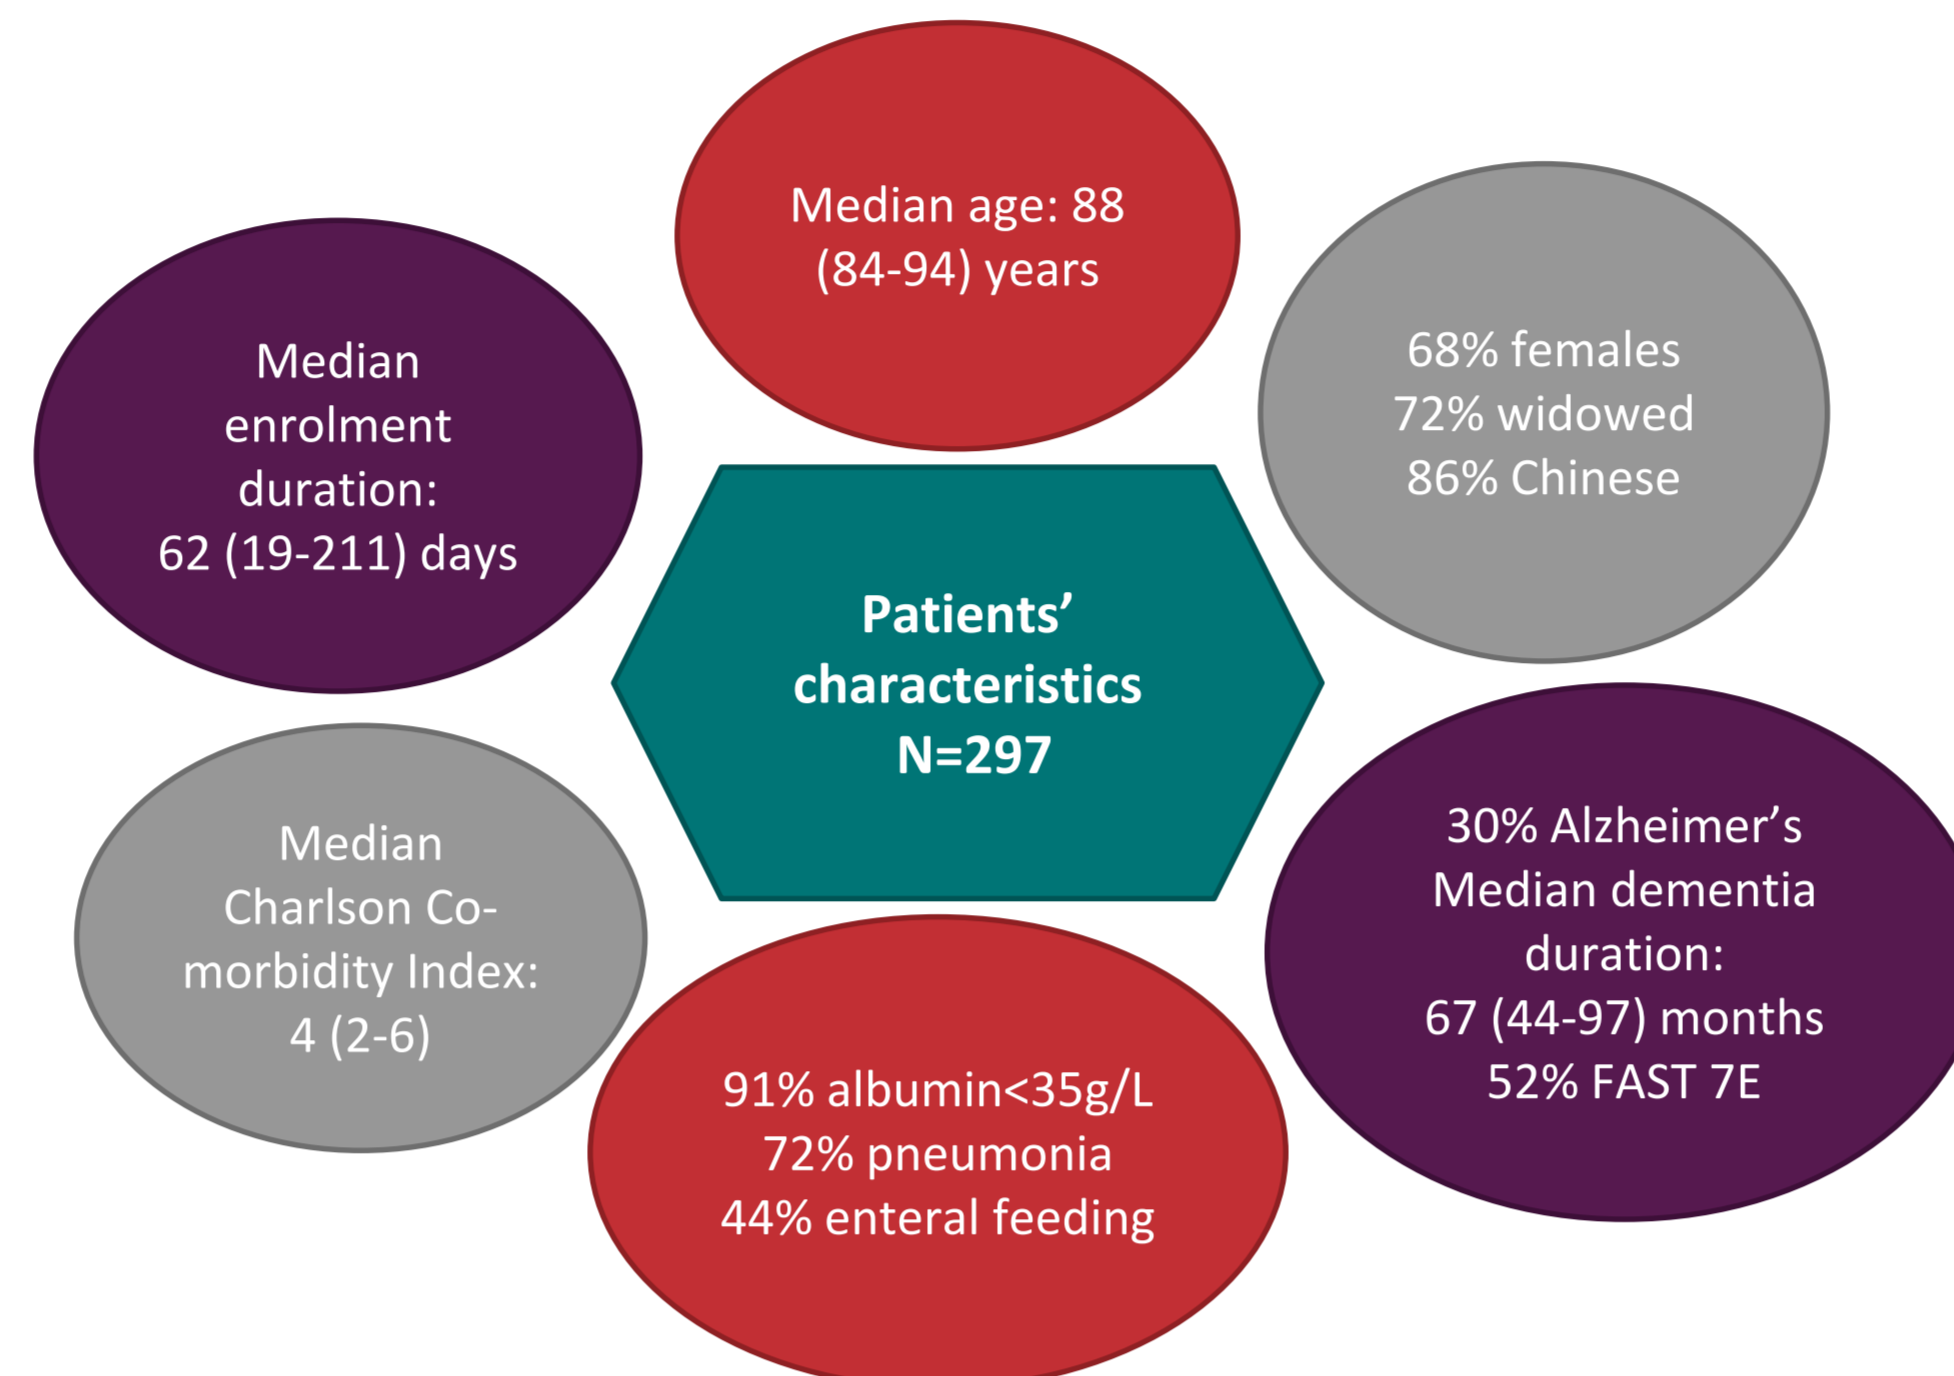 Median age: 88
(84-94) years
68% females
72% widowed
86% Chinese
Median
enrolment
duration:
62 (19-211) days
Patients’
characteristics
N=297
30% Alzheimer’s
Median dementia
duration:
67 (44-97) months
52% FAST 7E
Median
Charlson Co-
morbidity Index:
4 (2-6)
91% albumin<35g/L
72% pneumonia
44% enteral feeding